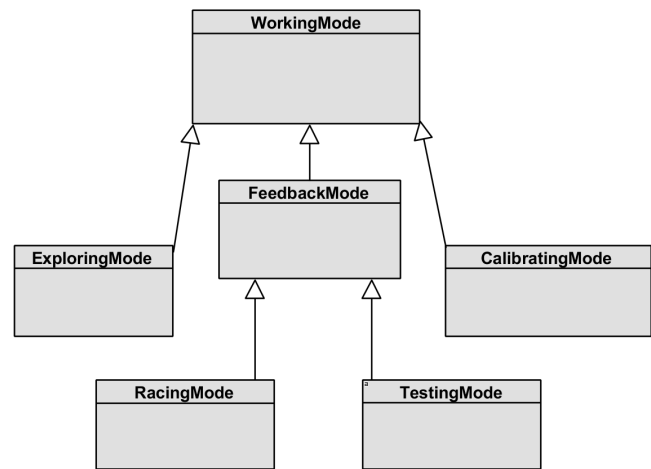 WorkingMode
FeedbackMode
ExploringMode
CalibratingMode
RacingMode
a
TestingMode